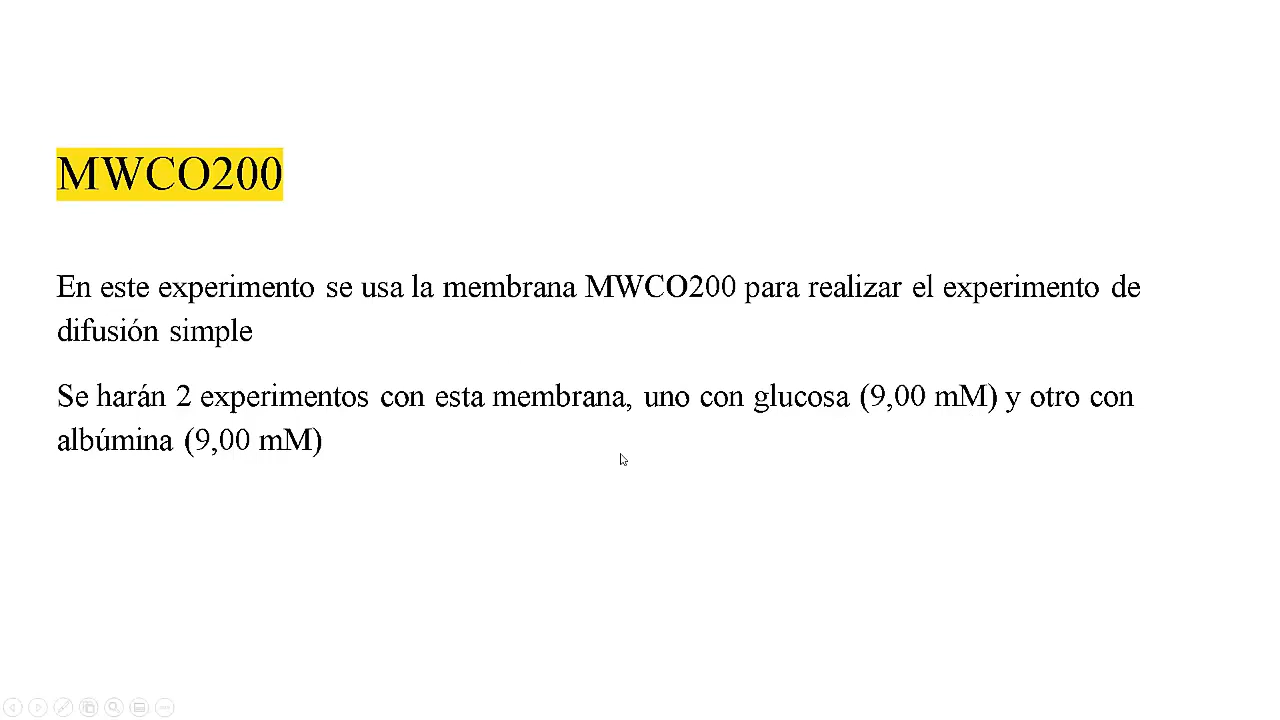 MWCO200
En este experimento se usa la membrana MWCO200 para realizar el experimento de
difusión simple
Se harán 2 experimentos con esta membrana, uno con glucosa (9,00 mM) y otro con
albúmina (9,00 mM)